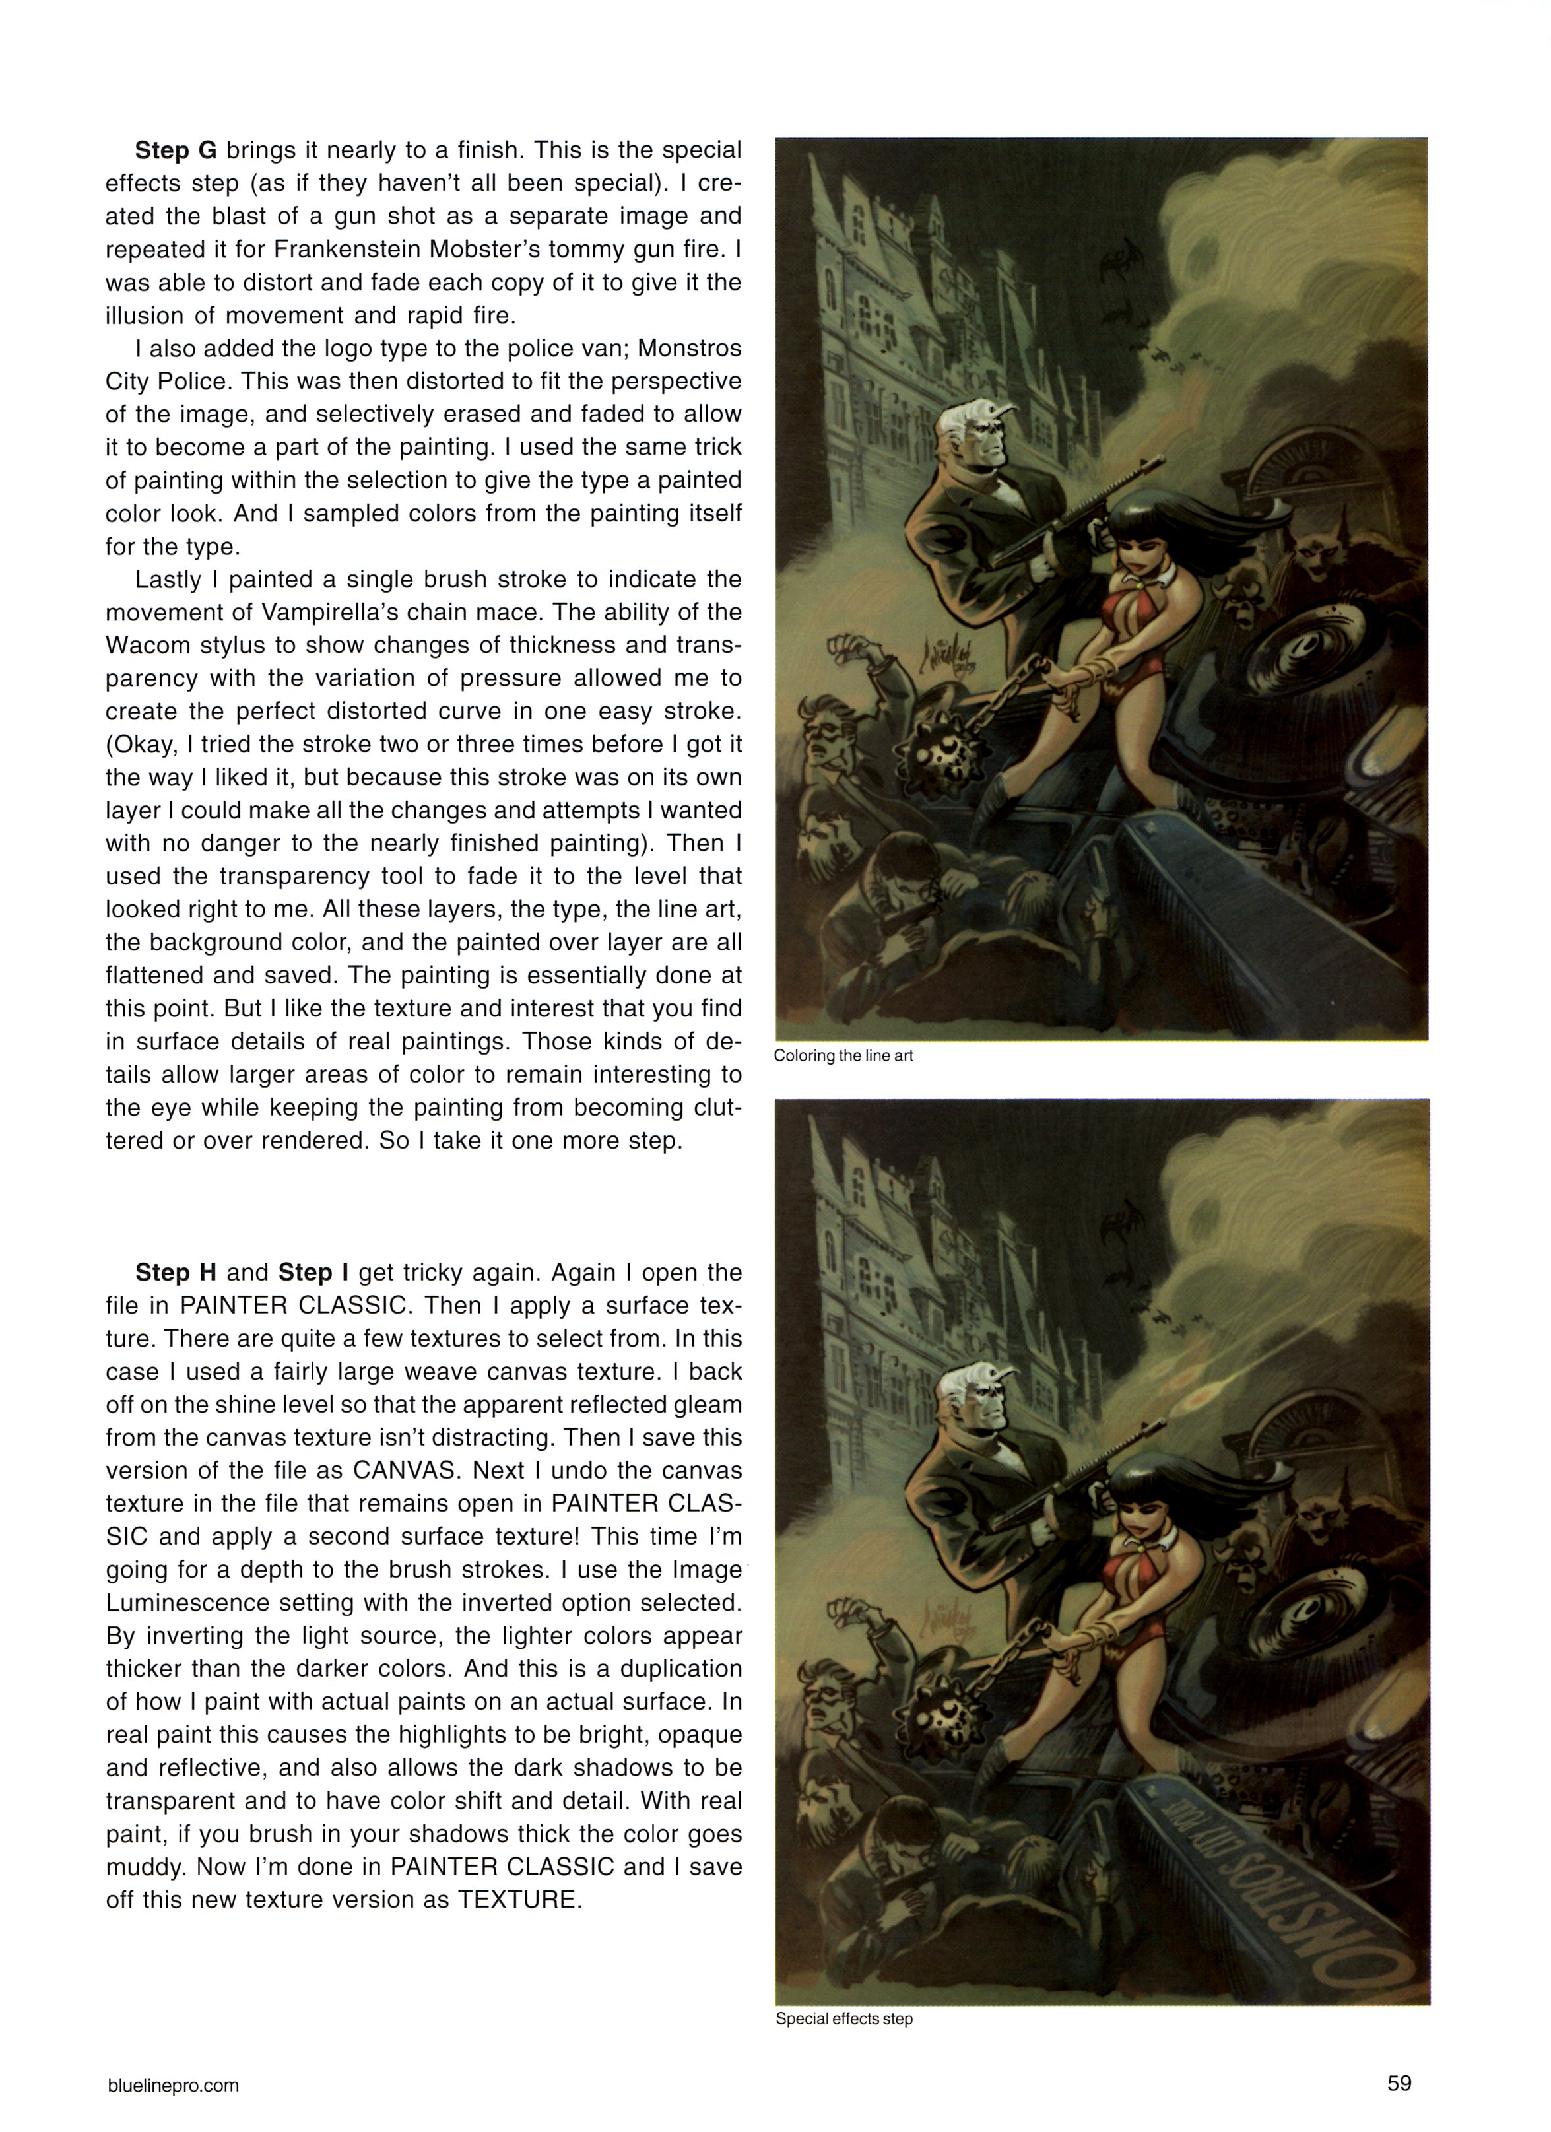 Step G brings it nearly to a finish. This is the special
effects step (as if they haven't all been special). I cre-
ated the blast of a gun shot as a separate image and
repeated it for Frankenstein Mobster's tommy gun fire. I
was able to distort and fade each copy of it to give it the
illusion of movement and rapid fire.
I also added the logo type to the police van; Monstros
City Police. This was then distorted to fit the perspective
of the image, and selectively erased and faded to allow
it to become a part of the painting. I used the same trick
of painting within the selection to give the type a painted
color look. And I sampled colors from the painting itself
for the type.
Lastly I painted a single brush stroke to indicate the
movement of Vampirella's chain mace. The ability of the
Wacom stylus to show changes of thickness and trans-
parency with the variation of pressure allowed me to
create the perfect distorted curve in one easy stroke.
(Okay, I tried the stroke two or three times before I got it
the way I liked it, but because this stroke was on its own
layer I could make all the changes and attempts I wanted
with no danger to the nearly finished painting). Then I
used the transparency tool to fade it to the level that
looked right to me. All these layers, the type, the line art,
the background color, and the painted over layer are all
flattened and saved. The painting is essentially done at
this point. But I like the texture and interest that you find
in surface details of real paintings. Those kinds of de-
tails allow larger areas of color to remain interesting to
the eye while keeping the painting from becoming clut-
tered or over rendered. So I take it one more step.
Step H and Step I get tricky again. Again I open the
file in PAINTER CLASSIC. Then I apply a surface tex-
ture. There are quite a few textures to select from. In this
case I used a fairly large weave canvas texture. I back
off on the shine level so that the apparent reflected gleam
from the canvas texture isn't distracting. Then I save this
version of the file as CANVAS. Next I undo the canvas
texture in the file that remains open in PAINTER CLAS-
SIC and apply a second surface texture! This time I'm
going for a depth to the brush strokes. I use the Image
Luminescence setting with the inverted option selected.
By inverting the light source, the lighter colors appear
thicker than the darker colors. And this is a duplication
of how I paint with actual paints on an actual surface. In
real paint this causes the highlights to be bright, opaque
and reflective, and also allows the dark shadows to be
transparent and to have color shift and detail. With real
paint, if you brush in your shadows thick the color goes
muddy. Now I'm done in PAINTER CLASSIC and I save
off this new texture version as TEXTURE.
Coloring the line art
ONSTROS CITY POLI
Special effects step
bluelinepro.com
59